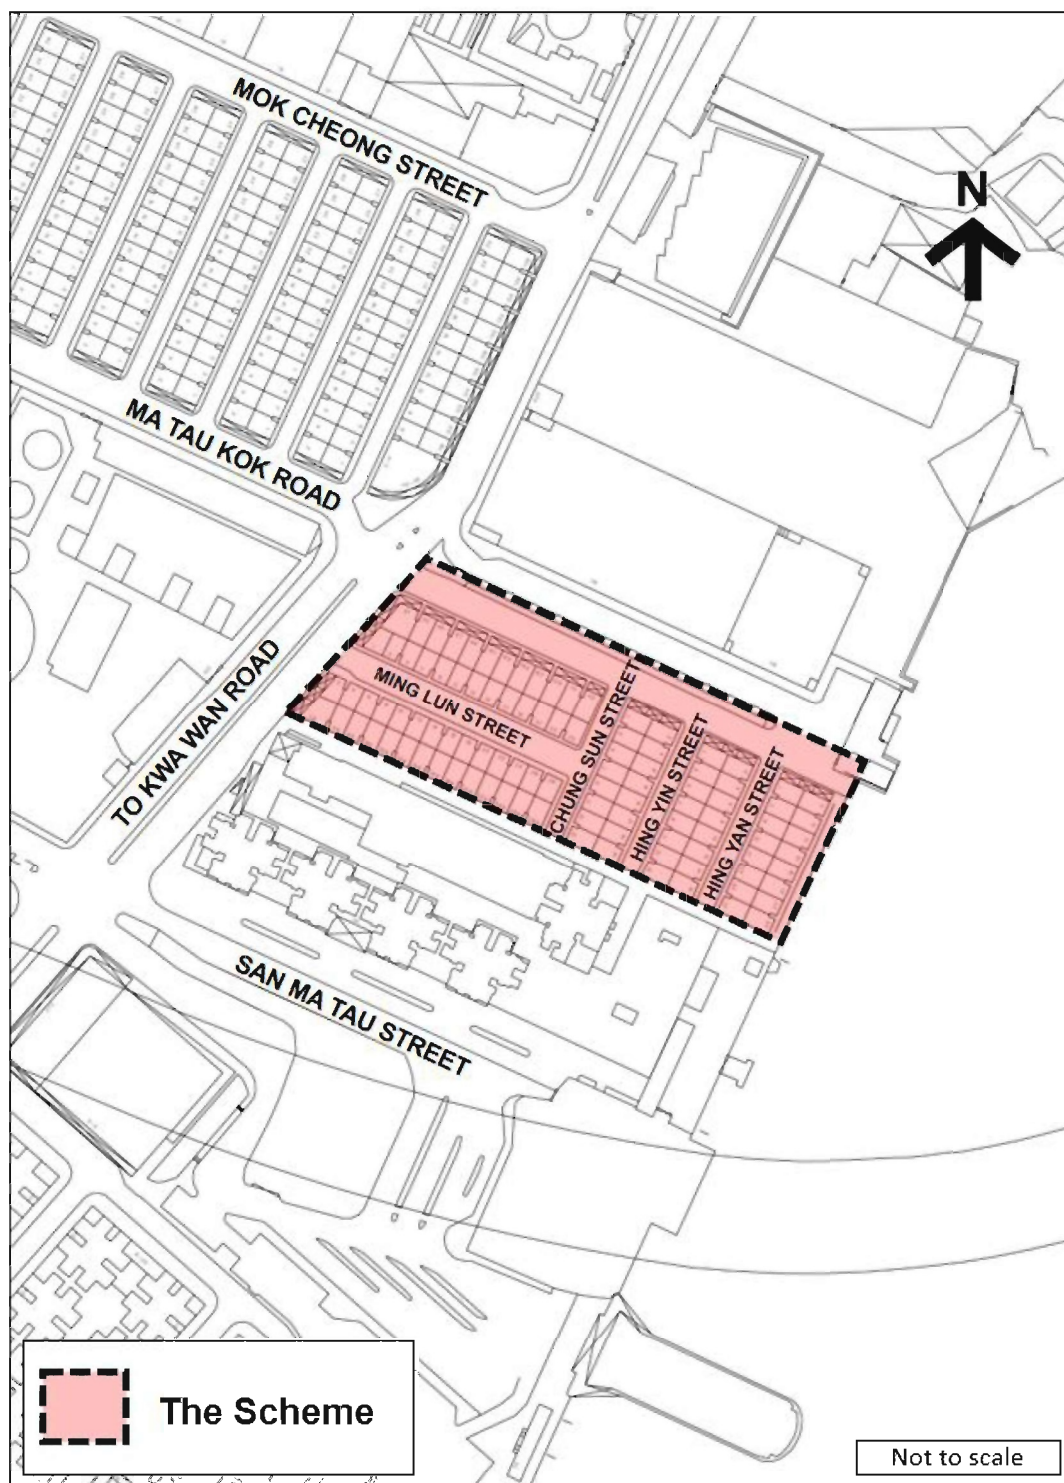 MOK CHEONG STREET
N
MA TAU KOK ROAD
MING LUN STREET
CHUNG SUN STREET
HING YIN STREET
HING YAN STREET
TO KWA WAN ROAD
SAN MA TAU STREET
The Scheme
Not to scale